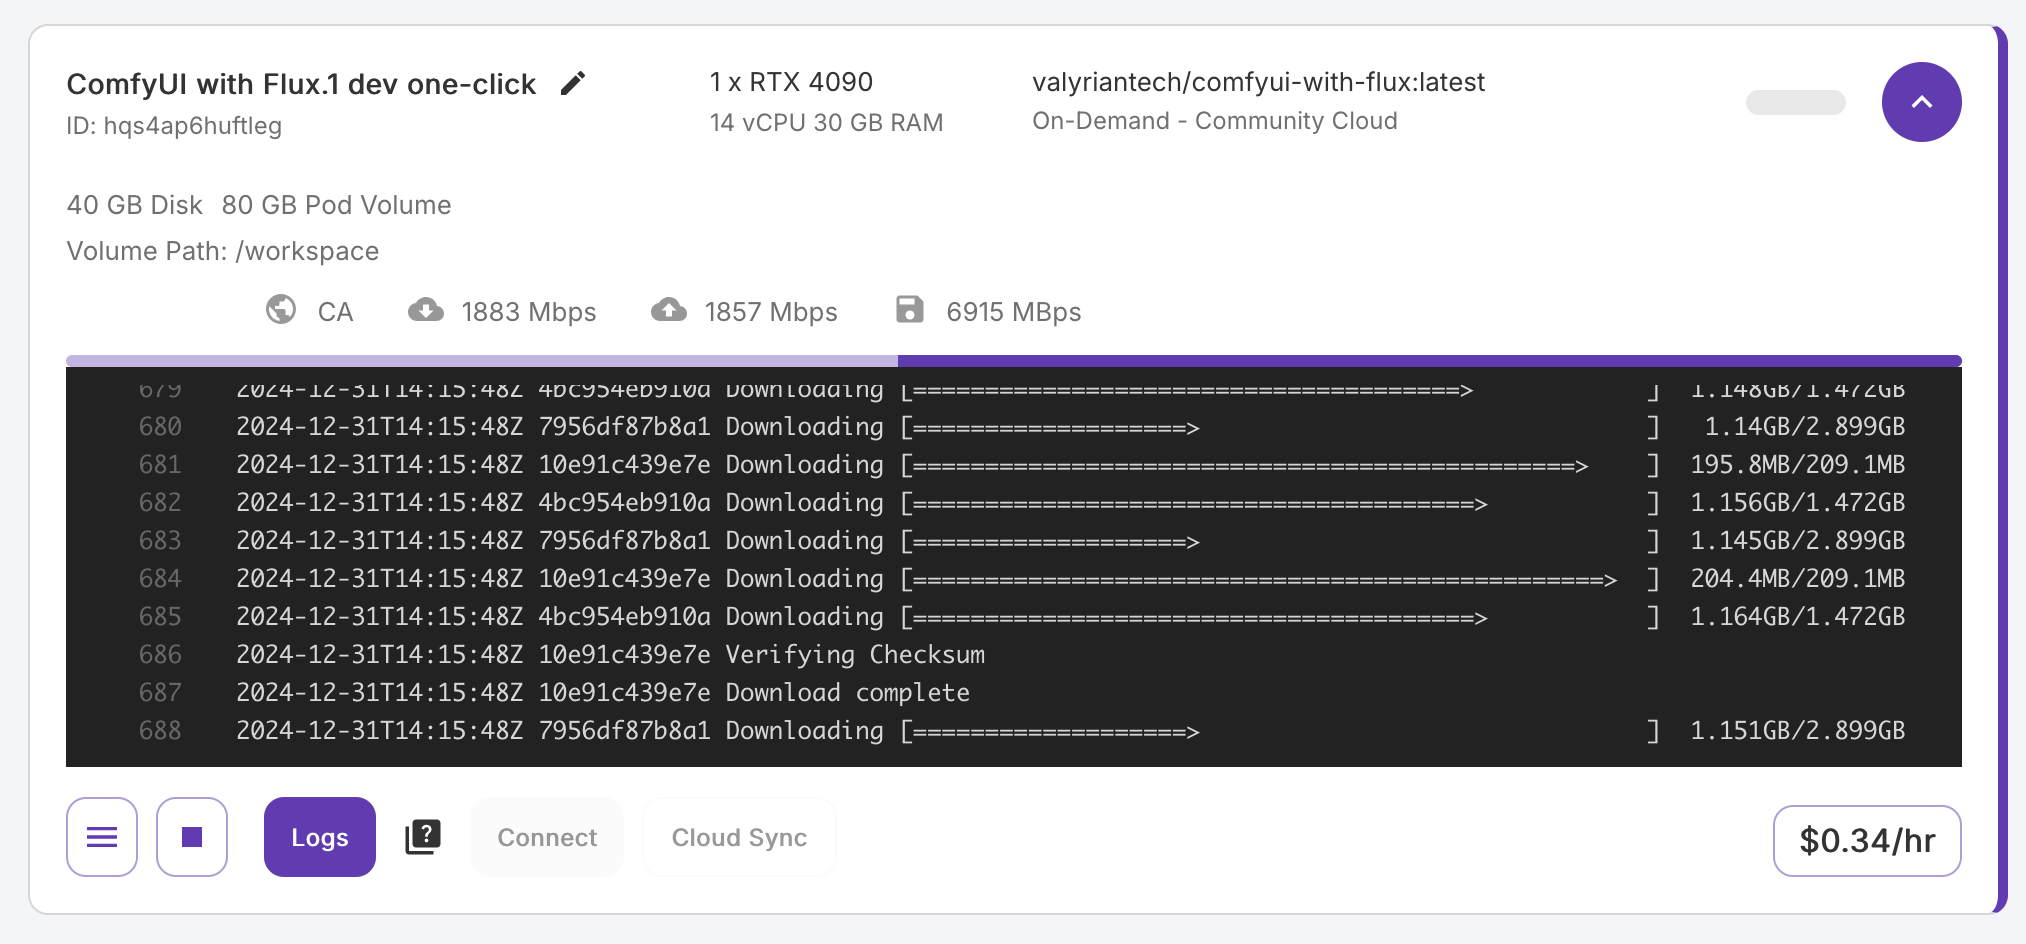 ComfyUI with Flux.1 dev one-click
ID: hqs4ap6huftleg
1 x RTX 4090
14 vCPU 30 GB RAM
valyriantech/comfyui-with-flux:latest
On-Demand - Community Cloud
40 GB Disk 80 GB Pod Volume
Volume Path: /workspace
CA 1883 Mbps 1857 Mbps 6915 MBps
679 2024-12-31T14:15:48Z 4bc954eb910a Downloading [======================================> ] 1.148GB/1.472GB
680 2024-12-31T14:15:48Z 7956df87b8a1 Downloading [===================> ] 1.14GB/2.899GB
681 2024-12-31T14:15:48Z 10e91c439e7e Downloading [==============================================> ] 195.8MB/209.1MB
682 2024-12-31T14:15:48Z 4bc954eb910a Downloading [=======================================> ] 1.156GB/1.472GB
683 2024-12-31T14:15:48Z 7956df87b8a1 Downloading [===================> ] 1.145GB/2.899GB
684 2024-12-31T14:15:48Z 10e91c439e7e Downloading [================================================> ] 204.4MB/209.1MB
685 2024-12-31T14:15:48Z 4bc954eb910a Downloading [=======================================> ] 1.164GB/1.472GB
686 2024-12-31T14:15:48Z 10e91c439e7e Verifying Checksum
687 2024-12-31T14:15:48Z 10e91c439e7e Download complete
688 2024-12-31T14:15:48Z 7956df87b8a1 Downloading [===================> ] 1.151GB/2.899GB
Logs ? Connect Cloud Sync $0.34/hr